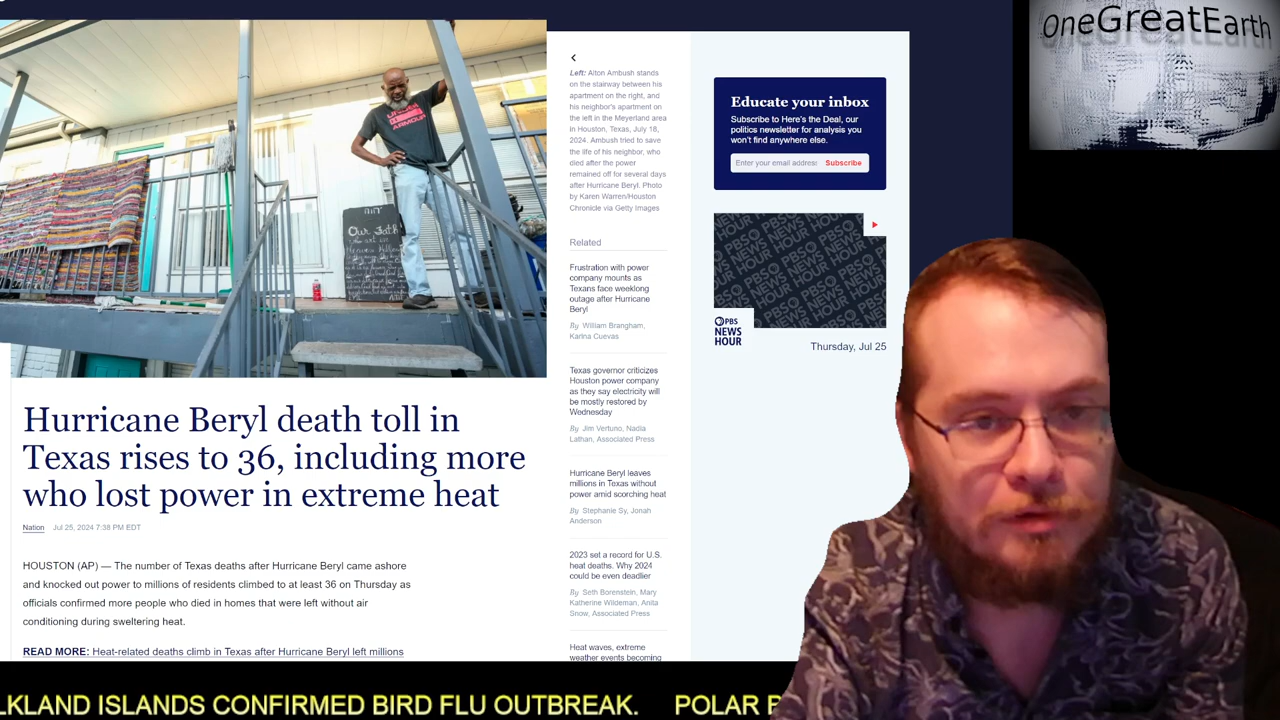 OneGreatEarth
UNDER
ARMOUR
Our Fath
Left: Alton Ambush stands
on the stairway between his
apartment on the right, and
his neighbor's apartment on
the left in the Meyerland area
in Houston, Texas, July 18,
2024. Ambush tried to save
the life of his neighbor, who
died after the power
remained off for several days
after Hurricane Beryl. Photo
by Karen Warren/Houston
Chronicle via Getty Images
Related
Frustration with power
company mounts as
Texans face weeklong
outage after Hurricane
Beryl
By William Brangham,
Karina Cuevas
Texas governor criticizes
Houston power company
as they say electricity will
be mostly restored by
Wednesday
By Jim Vertuno, Nadia
Lathan, Associated Press
Hurricane Beryl leaves
millions in Texas without
power amid scorching heat
By Stephanie Sy, Jonah
Anderson
2023 set a record for U.S.
heat deaths. Why 2024
could be even deadlier
By Seth Borenstein, Mary
Katherine Wildeman, Anita
Snow, Associated Press
Heat waves, extreme
weather events becoming
Educate your inbox
Subscribe to Here's the Deal, our
politics newsletter for analysis you
won't find anywhere else.
Enter your email address Subscribe
PBS
NEWS
HOUR
Thursday, Jul 25
Hurricane Beryl death toll in
Texas rises to 36, including more
who lost power in extreme heat
Nation Jul 25, 2024 7:38 PM EDT
HOUSTON (AP) — The number of Texas deaths after Hurricane Beryl came ashore
and knocked out power to millions of residents climbed to at least 36 on Thursday as
officials confirmed more people who died in homes that were left without air
conditioning during sweltering heat.
READ MORE: Heat-related deaths climb in Texas after Hurricane Beryl left millions
LKLAND ISLANDS CONFIRMED BIRD FLU OUTBREAK. POLAR